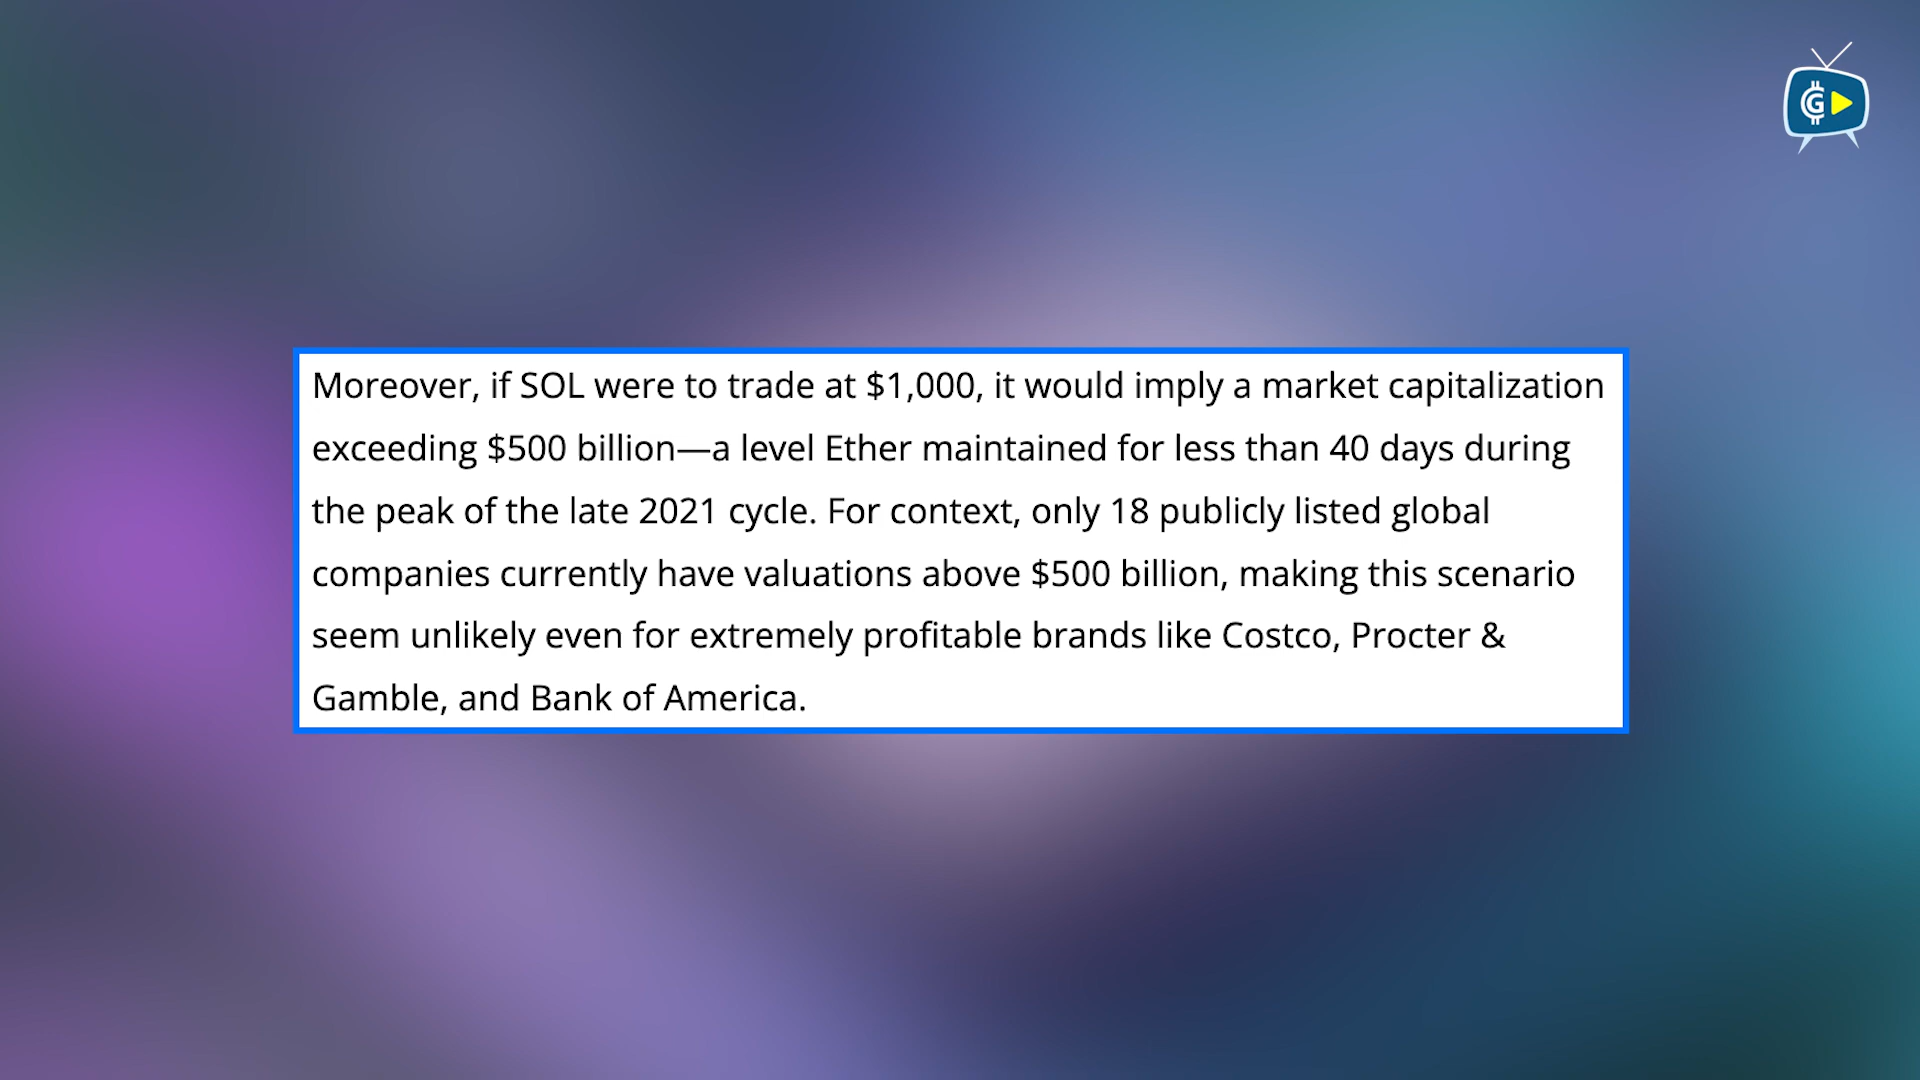 Moreover, if SOL were to trade at $1,000, it would imply a market capitalization
exceeding $500 billion—a level Ether maintained for less than 40 days during
the peak of the late 2021 cycle. For context, only 18 publicly listed global
companies currently have valuations above $500 billion, making this scenario
seem unlikely even for extremely profitable brands like Costco, Procter &
Gamble, and Bank of America.